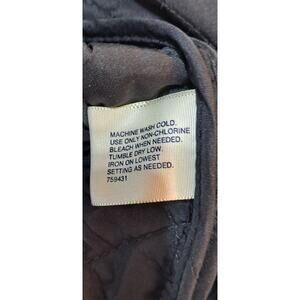 MACHINE WASH COLD.
USE ONLY NON-CHLORINE
BLEACH WHEN NEEDED.
TUMBLE DRY LOW.
IRON ON LOWEST
SETTING AS NEEDED.
759431